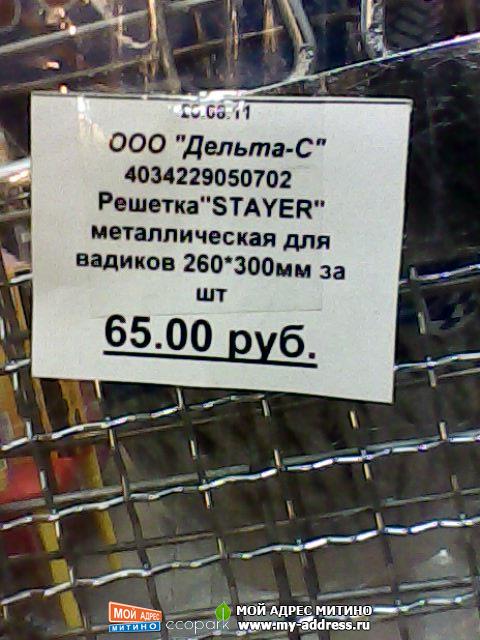 ООО "Дельта-С"
4034229050702
Решетка"STAYER"
металлическая для
вадиков 260*300мм за
шт
65.00 руб.
МОЙ АДРЕС
МИТИНО
ecopark
МОЙ АДРЕС МИТИНО
www.my-address.ru